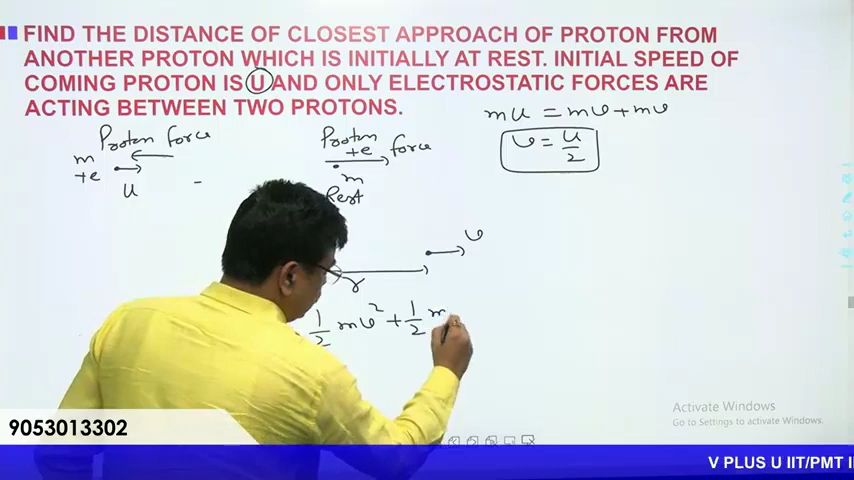 FIND THE DISTANCE OF CLOSEST APPROACH OF PROTON FROM
ANOTHER PROTON WHICH IS INITIALLY AT REST. INITIAL SPEED OF
COMING PROTON IS U AND ONLY ELECTROSTATIC FORCES ARE
ACTING BETWEEN TWO PROTONS.
mu = mv + mv
v = u/2
Proton force
m
+e
u
Proton
+e force
m
Rest
v
r
1/2 mv² + 1/2 m
Activate Windows
Go to Settings to activate Windows.
9053013302
V PLUS U IIT/PMT I